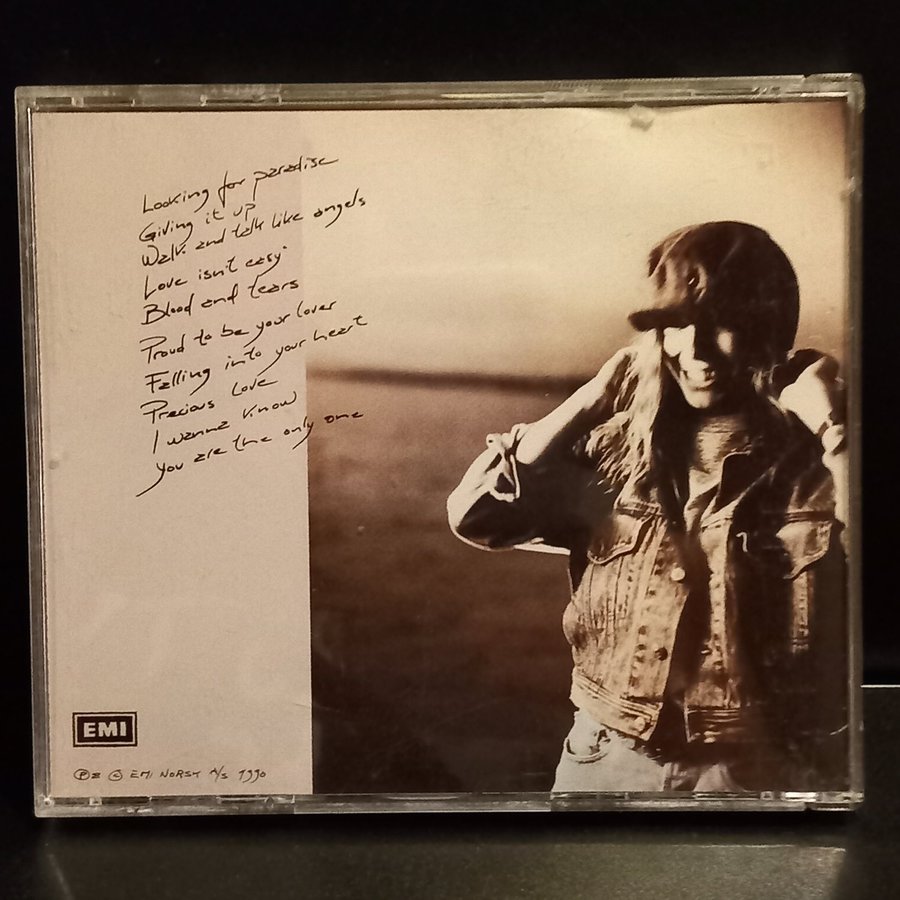 Looking for paradise
Giving it up
Walk and talk like angels
Love isn't easy
Blood and tears
Proud to be your lover
Falling into your heart
Precious Love
I wanna know
You are the only one
EMI
Ⓟ & © EMI NORSK A/S 1990